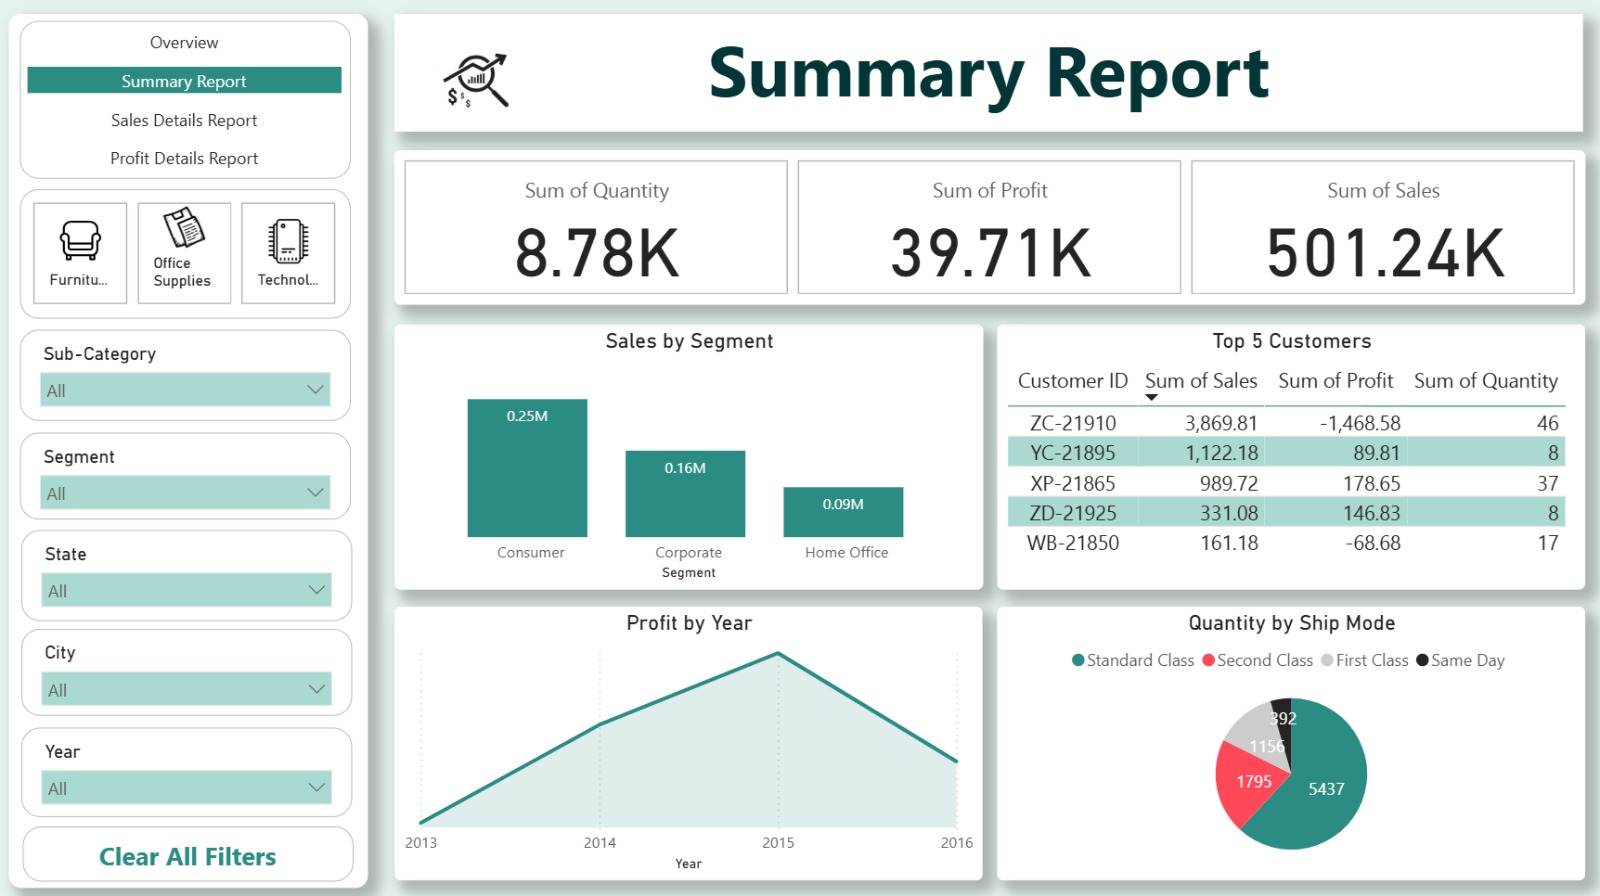 Overview
Summary Report
Sales Details Report
Profit Details Report
Furnitu...
Office
Supplies
Technol...
Sub-Category
All
Segment
All
State
All
City
All
Year
All
Clear All Filters
$ $ $
Summary Report
Sum of Quantity
8.78K
Sum of Profit
39.71K
Sum of Sales
501.24K
Sales by Segment
0.25M
0.16M
0.09M
Consumer Corporate Home Office
Segment
Top 5 Customers
Customer ID Sum of Sales Sum of Profit Sum of Quantity
ZC-21910 3,869.81 -1,468.58 46
YC-21895 1,122.18 89.81 8
XP-21865 989.72 178.65 37
ZD-21925 331.08 146.83 8
WB-21850 161.18 -68.68 17
Profit by Year
2013 2014 2015 2016
Year
Quantity by Ship Mode
Standard Class Second Class First Class Same Day
392
1156
1795
5437